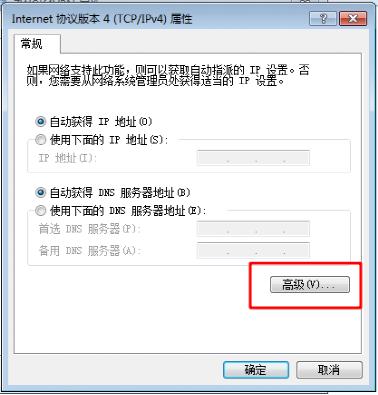 Internet 协议版本 4 (TCP/IPv4) 属性
常规
如果网络支持此功能，则可以获取自动指派的 IP 设置。否
则，您需要从网络系统管理员处获得适当的 IP 设置。
自动获得 IP 地址(O)
使用下面的 IP 地址(S):
IP 地址(I):
自动获得 DNS 服务器地址(B)
使用下面的 DNS 服务器地址(E):
首选 DNS 服务器(P):
备用 DNS 服务器(A):
高级(V)...
确定
取消